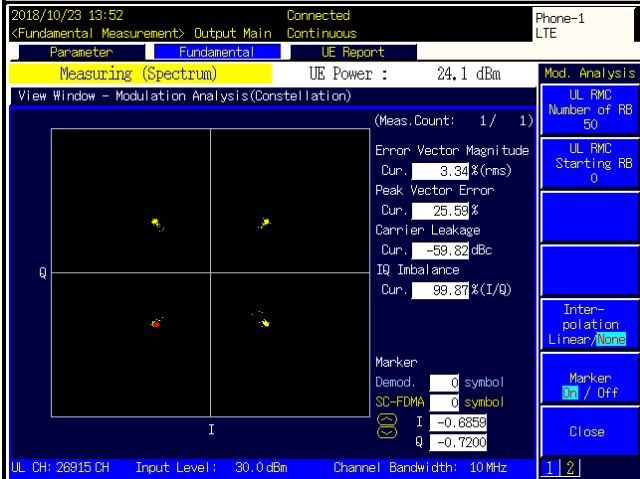 2018/10/23 13:52 Connected Phone-1
<Fundamental Measurement> Output Main Continuous LTE
Parameter Fundamental UE Report
Measuring (Spectrum) UE Power : 24.1 dBm Mod. Analysis
View Window - Modulation Analysis(Constellation)
(Meas.Count: 1/ 1)
Error Vector Magnitude
Cur. 3.34 %(rms)
Peak Vector Error
Cur. 25.59 %
Carrier Leakage
Cur. -59.82 dBc
IQ Imbalance
Cur. 99.87 %(I/Q)
Marker
Demod. 0 symbol
SC-FDMA 0 symbol
I -0.6859
Q -0.7200
Q
I
UL RMC
Number of RB
50
UL RMC
Starting RB
0
Inter-
polation
Linear/None
Marker
On / Off
Close
UL CH: 26915 CH Input Level: 30.0 dBm Channel Bandwidth: 10 MHz 1 2